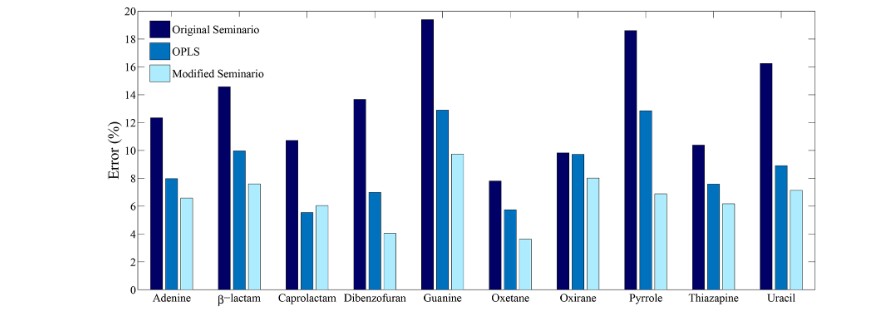 20
18
16
14
12
10
8
6
4
2
0
Error (%)
Original Seminario
OPLS
Modified Seminario
Adenine β−lactam Caprolactam Dibenzofuran Guanine Oxetane Oxirane Pyrrole Thiazapine Uracil